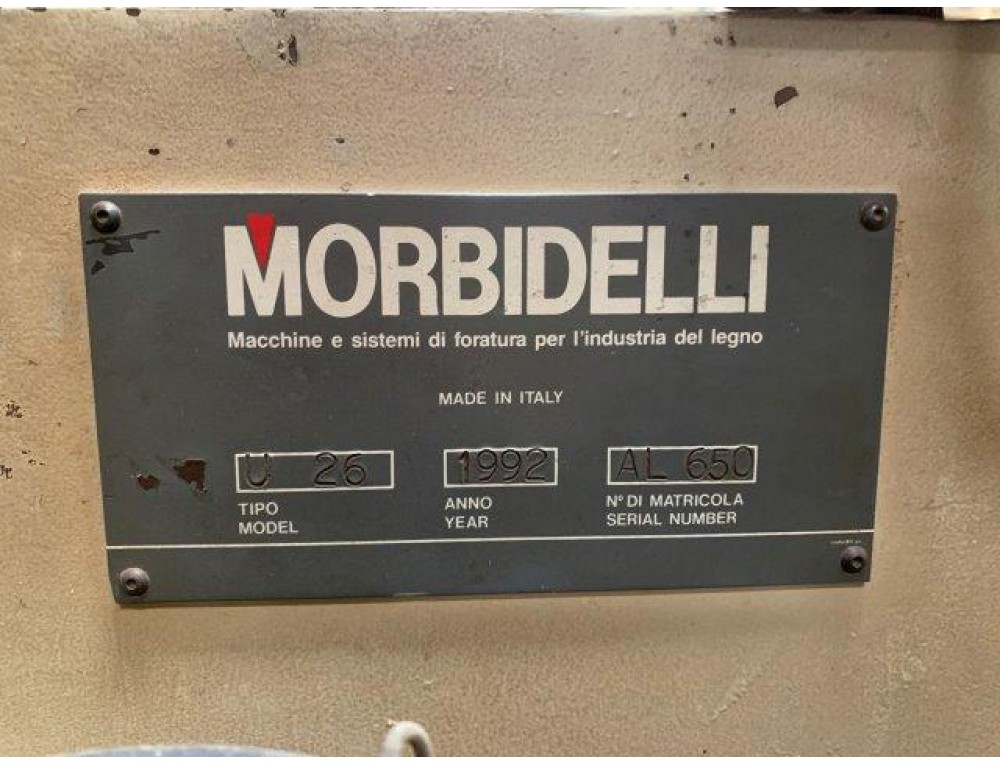 MORBIDELLI
Macchine e sistemi di foratura per l'industria del legno
MADE IN ITALY
U 26 1992 AL 650
TIPO ANNO N° DI MATRICOLA
MODEL YEAR SERIAL NUMBER